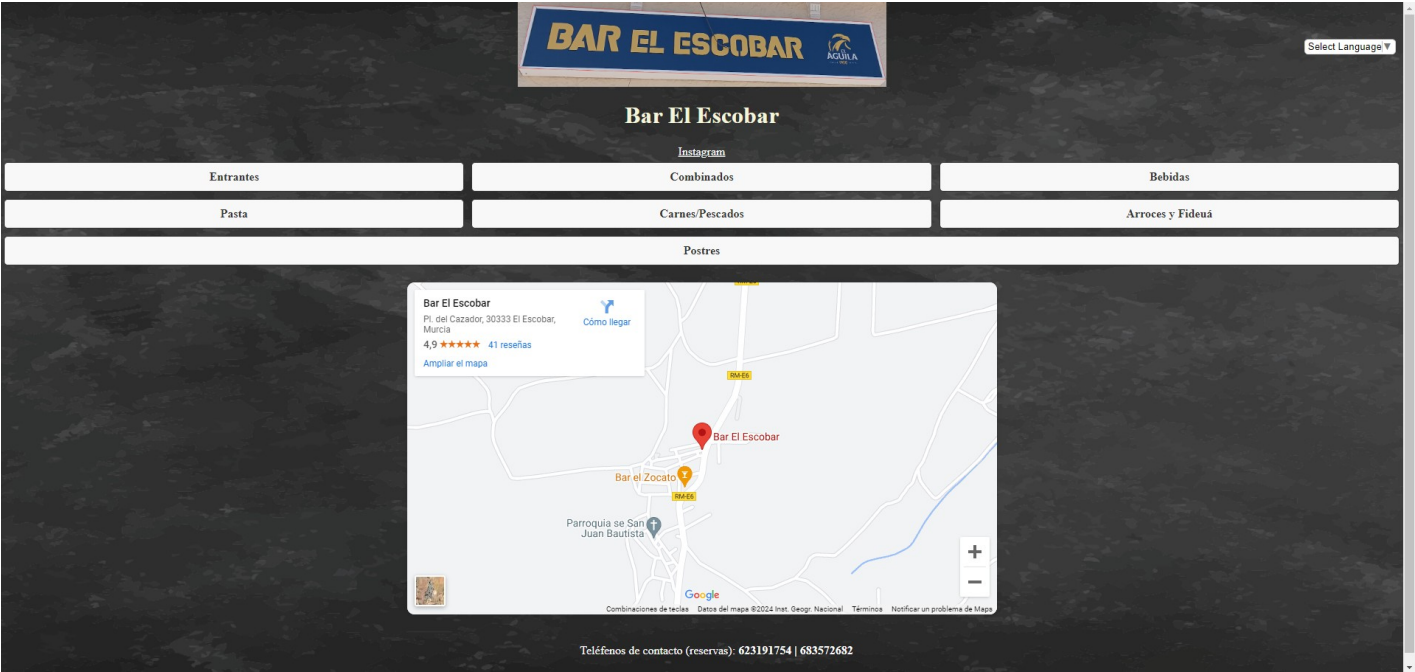 BAR EL ESCOBAR
EL
AGUILA
Select Language ▼
Bar El Escobar
Instagram
Entrantes
Combinados
Bebidas
Pasta
Carnes/Pescados
Arroces y Fideuá
Postres
Bar El Escobar
Pl. del Cazador, 30333 El Escobar,
Murcia
4,9 ★★★★★ 41 reseñas
Ampliar el mapa
Cómo llegar
RM-E6
Bar El Escobar
Bar el Zocato
RM-E6
Parroquia se San
Juan Bautista
Google
Combinaciones de teclas
Datos del mapa ©2024 Inst. Geogr. Nacional
Términos
Notificar un problema de Maps
Teléfenos de contacto (reservas): 623191754 | 683572682